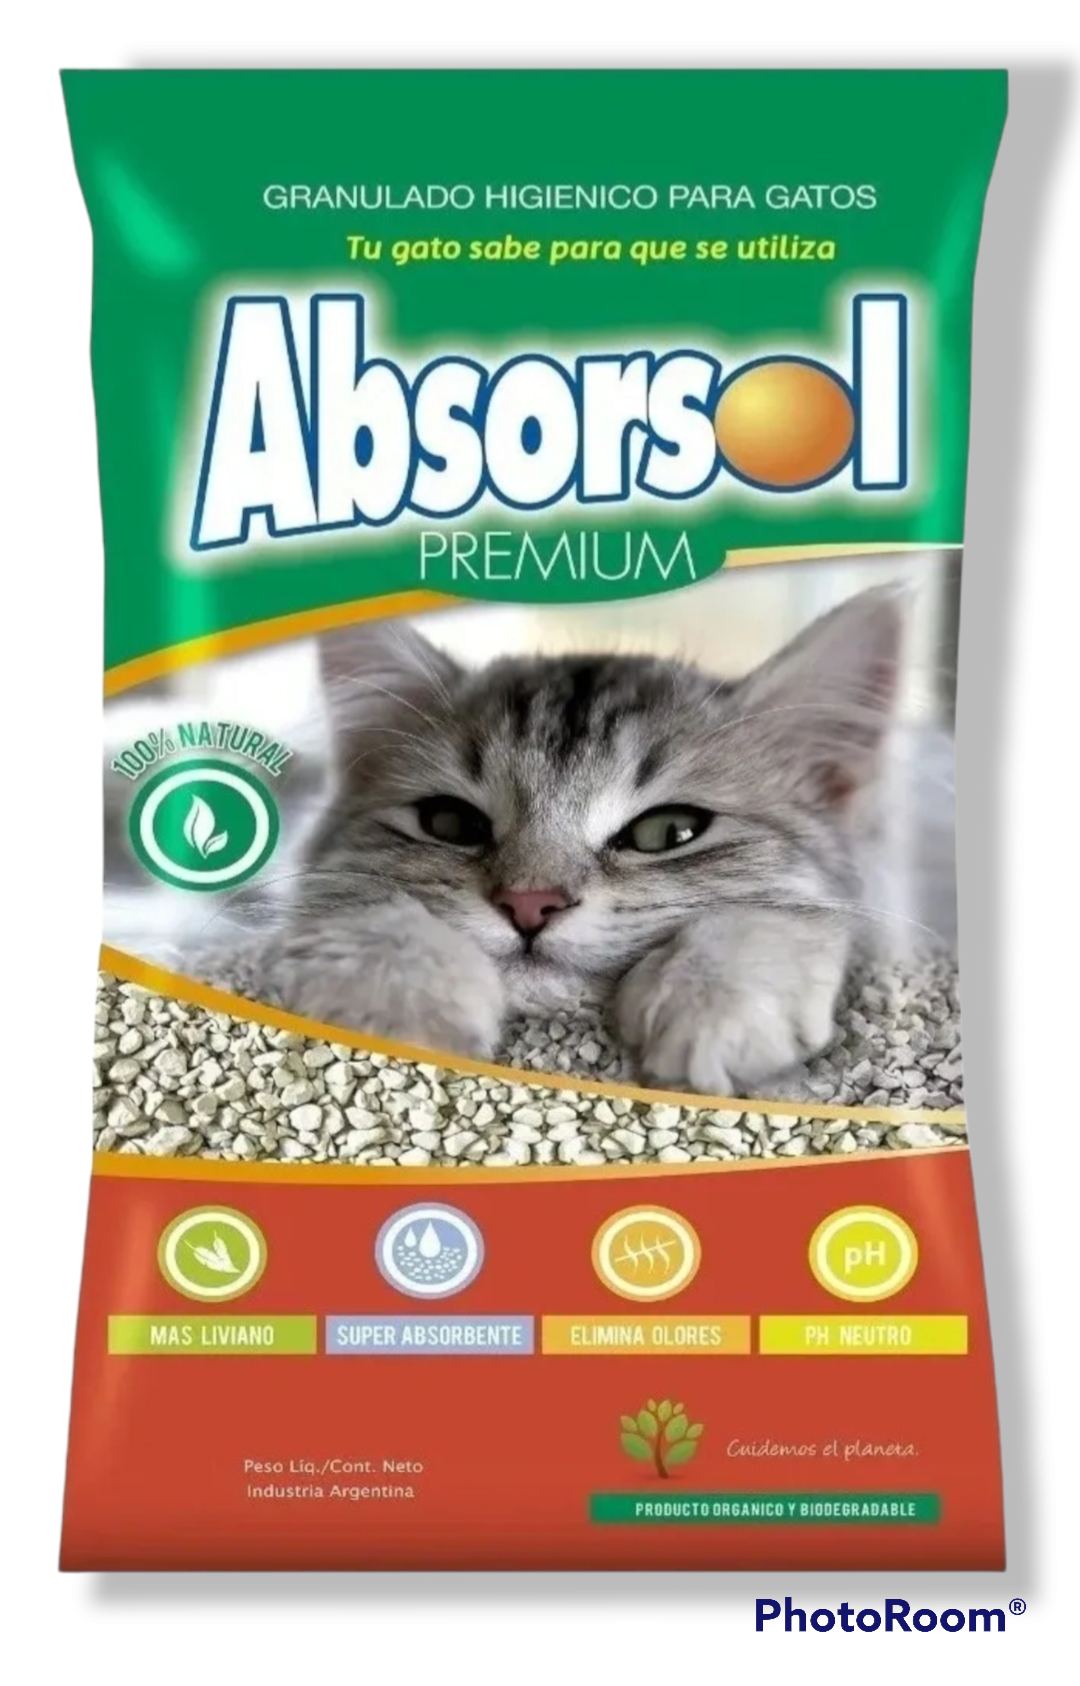 GRANULADO HIGIENICO PARA GATOS
Tu gato sabe para que se utiliza
Absorsol
PREMIUM
100% NATURAL
pH
MAS LIVIANO
SUPER ABSORBENTE
ELIMINA OLORES
PH NEUTRO
Cuidemos el planeta.
Peso Líq./Cont. Neto
Industria Argentina
PRODUCTO ORGANICO Y BIODEGRADABLE
PhotoRoom®